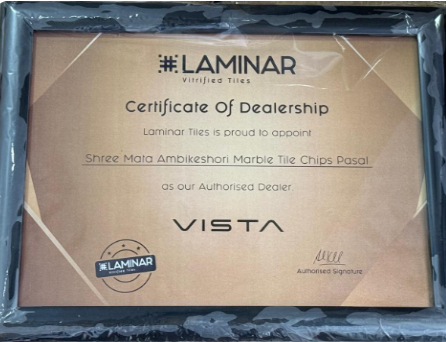 #LAMINAR
Vitrified Tiles
Certificate Of Dealership
Laminar Tiles is proud to appoint
Shree Mata Ambikeshori Marble Tile Chips Pasal
as our Authorised Dealer
VISTA
#LAMINAR
Vitrified Tiles
Authorised Signature